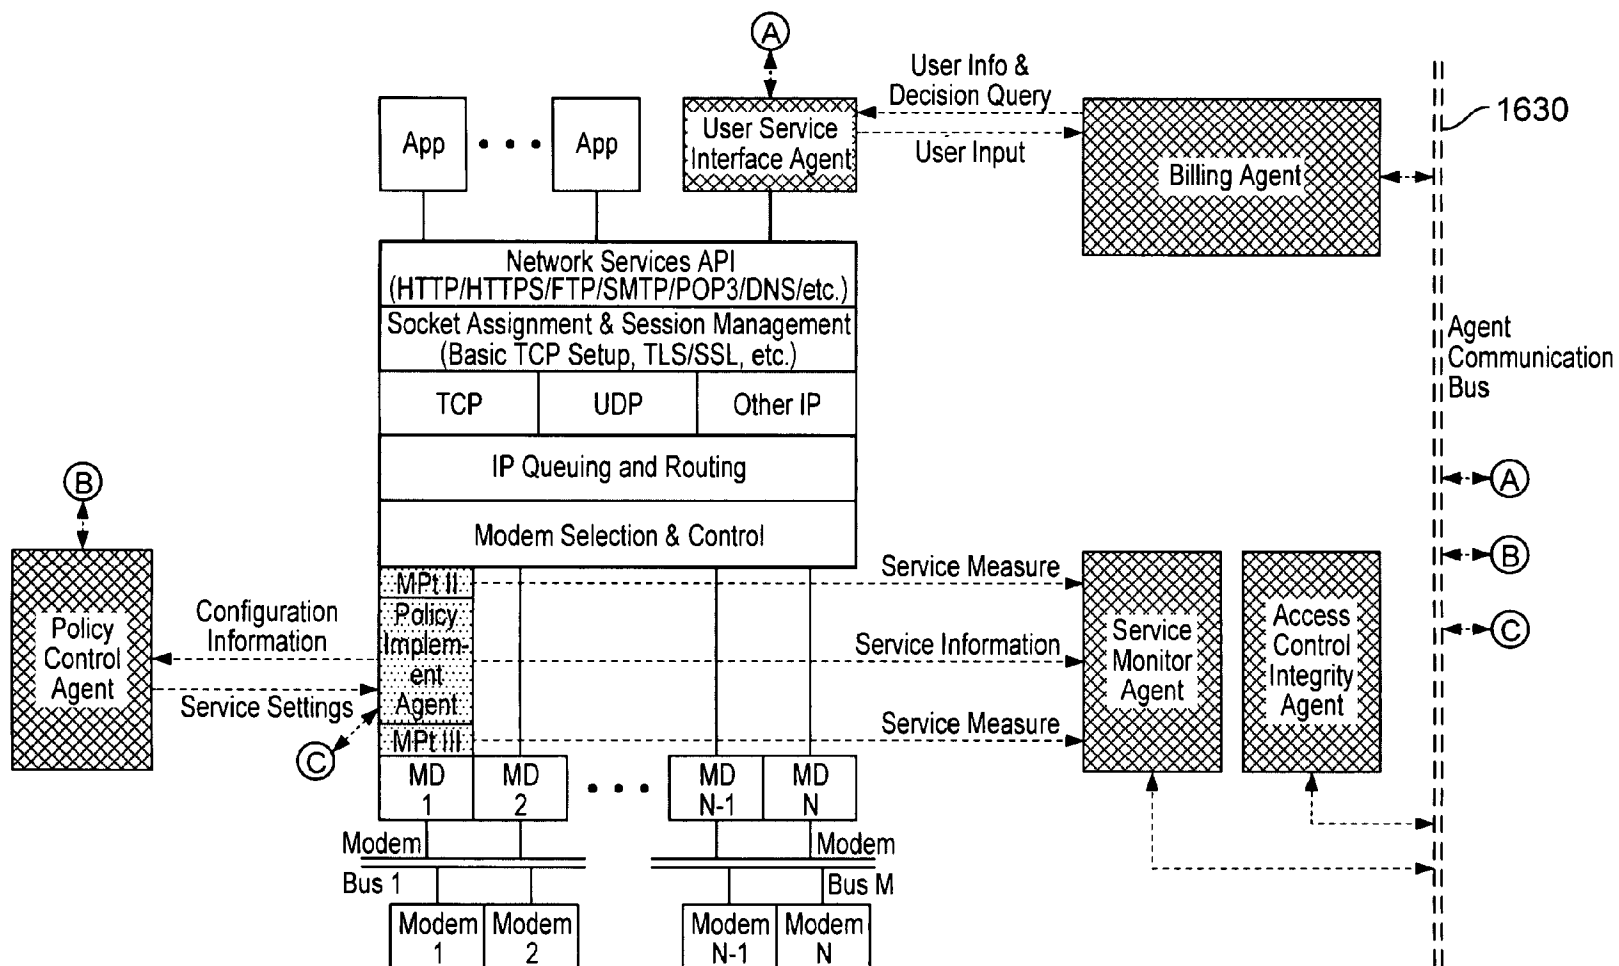 A
User Info &
Decision Query
User Input
1630
App
App
User Service
Interface Agent
Billing Agent
Network Services API
(HTTP/HTTPS/FTP/SMTP/POP3/DNS/etc.)
Socket Assignment & Session Management
(Basic TCP Setup, TLS/SSL, etc.)
TCP
UDP
Other IP
IP Queuing and Routing
Modem Selection & Control
Agent
Communication
Bus
A
B
C
B
Policy
Control
Agent
Configuration
Information
Service Settings
C
MPt II
Policy
Implem-
ent
Agent
MPt III
Service Measure
Service Information
Service Measure
Service
Monitor
Agent
Access
Control
Integrity
Agent
MD
1
MD
2
MD
N-1
MD
N
Modem
Bus 1
Modem
Bus M
Modem
1
Modem
2
Modem
N-1
Modem
N